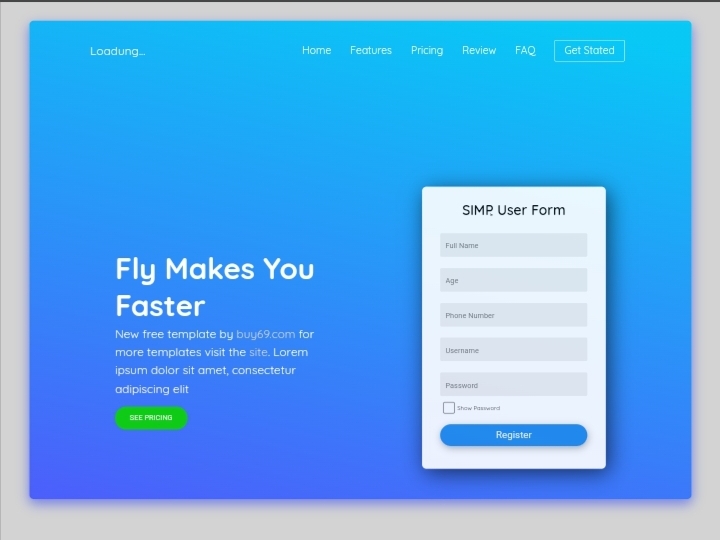 Loadung...
Home Features Pricing Review FAQ Get Stated
SIMP. User Form
Full Name
Age
Phone Number
Username
Password
Show Password
Register
Fly Makes You
Faster
New free template by buy69.com for
more templates visit the site. Lorem
ipsum dolor sit amet, consectetur
adipiscing elit
SEE PRICING